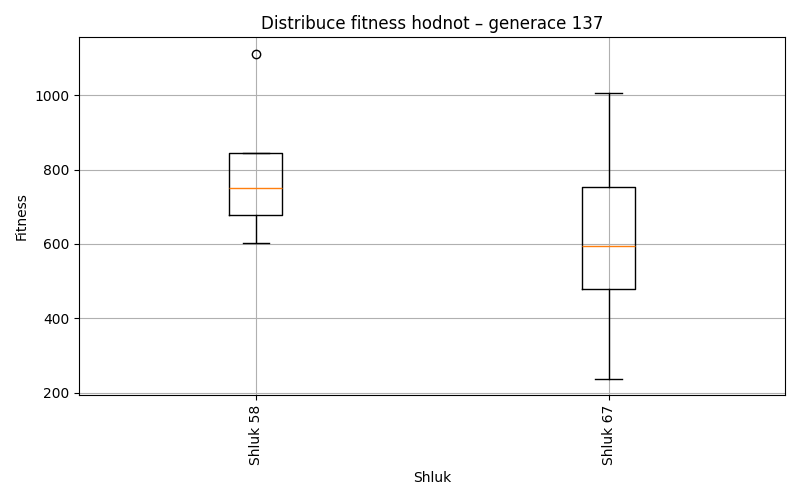 Distribuce fitness hodnot – generace 137
Fitness
1000
800
600
400
200
Shluk 58
Shluk 67
Shluk